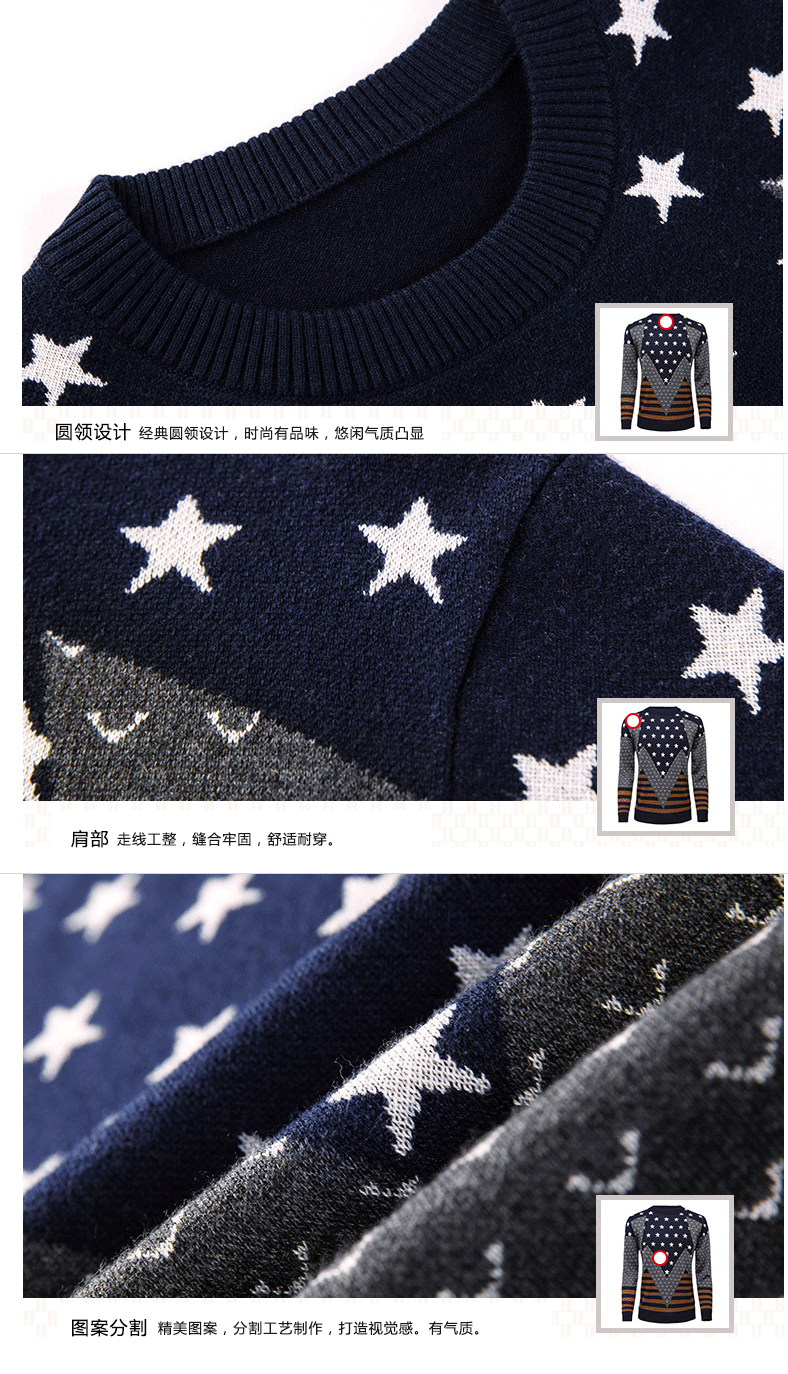 圆领设计 经典圆领设计，时尚有品味，悠闲气质凸显
肩部 走线工整，缝合牢固，舒适耐穿。
图案分割 精美图案，分割工艺制作，打造视觉感。有气质。